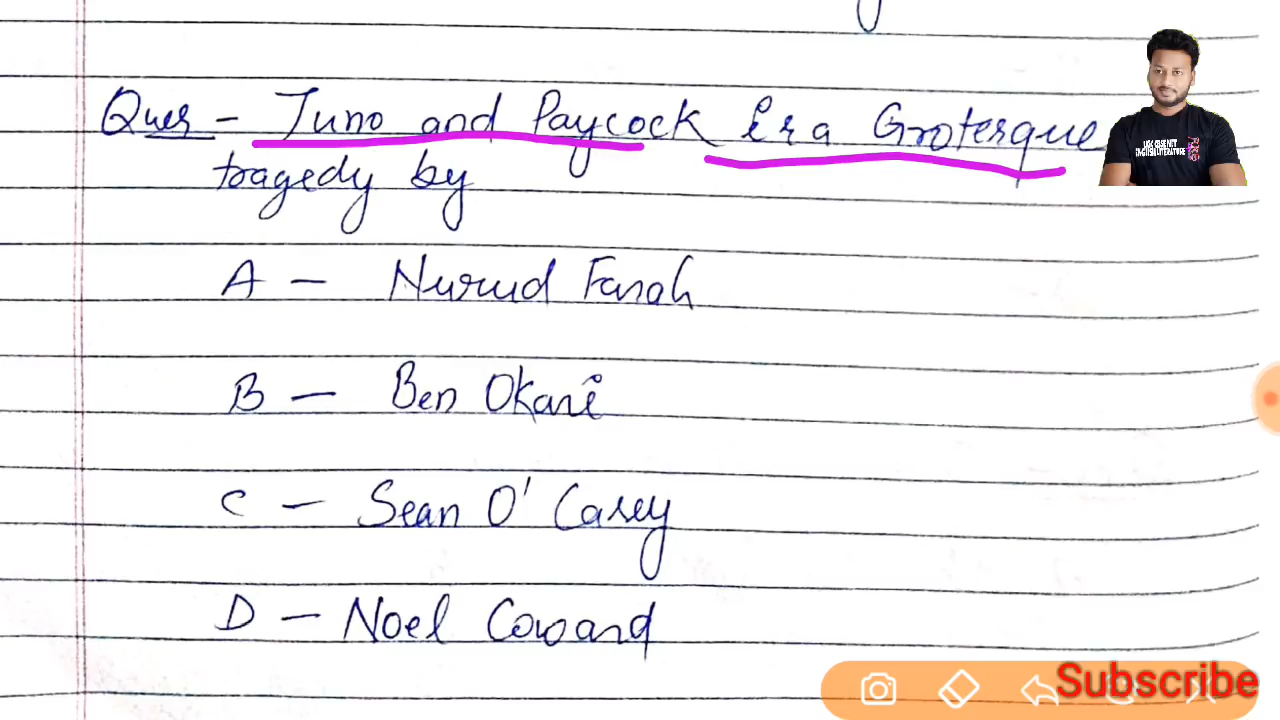 Ques - Juno and Paycock is a Grotesque
tragedy by
A - Nurud Farah
B - Ben Okari
C - Sean O' Casey
D - Noel Coward
Subscribe